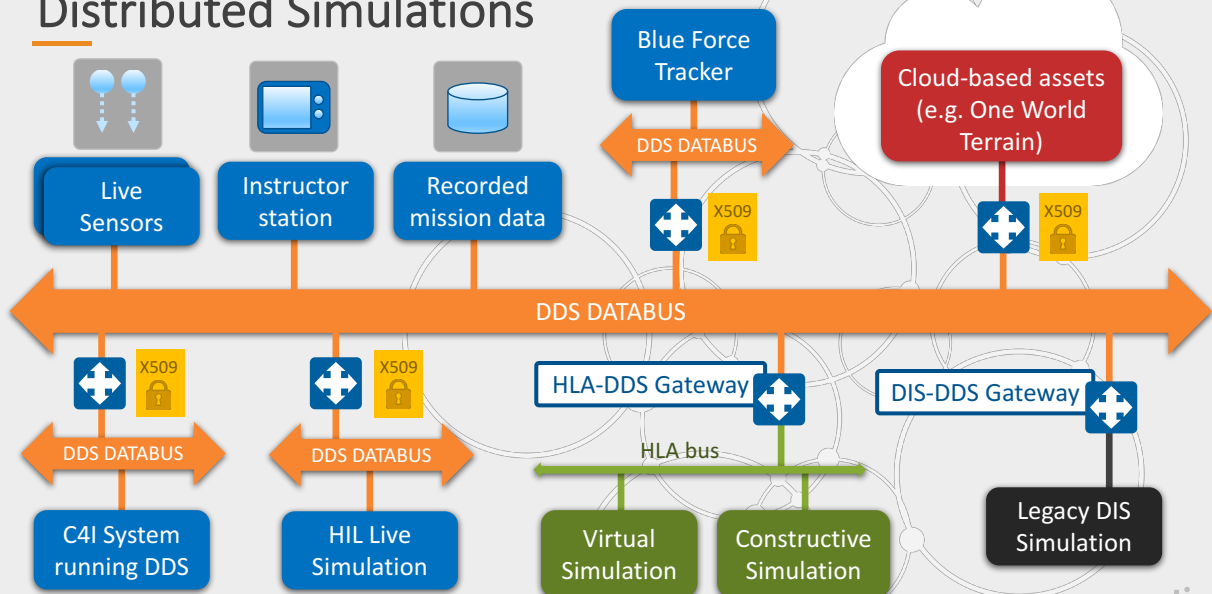 Distributed Simulations
Blue Force
Tracker
Cloud-based assets
(e.g. One World
Terrain)
DDS DATABUS
Live
Sensors
Instructor
station
Recorded
mission data
X509
X509
DDS DATABUS
X509
X509
HLA-DDS Gateway
DIS-DDS Gateway
DDS DATABUS
DDS DATABUS
HLA bus
C4I System
running DDS
HIL Live
Simulation
Virtual
Simulation
Constructive
Simulation
Legacy DIS
Simulation